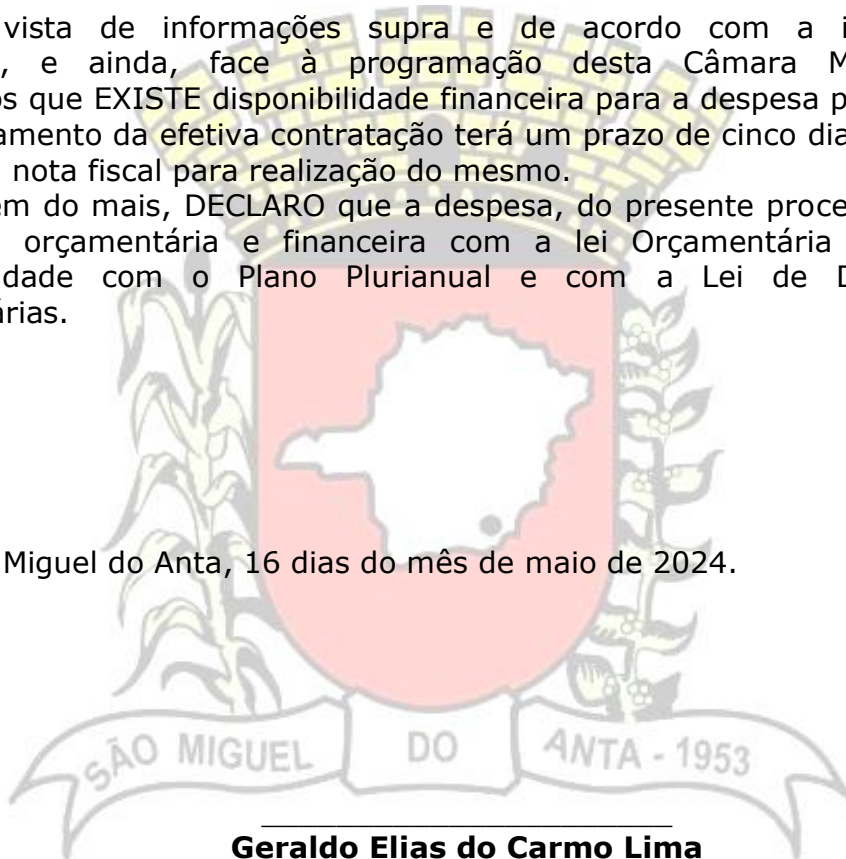 vista de informações supra e de acordo com a i
, e ainda, face à programação desta Câmara M
os que EXISTE disponibilidade financeira para a despesa p
amento da efetiva contratação terá um prazo de cinco dia
nota fiscal para realização do mesmo.
em do mais, DECLARO que a despesa, do presente proce
orçamentária e financeira com a lei Orçamentária
idade com o Plano Plurianual e com a Lei de D
árias.
Miguel do Anta, 16 dias do mês de maio de 2024.
SÃO MIGUEL DO ANTA - 1953
Geraldo Elias do Carmo Lima